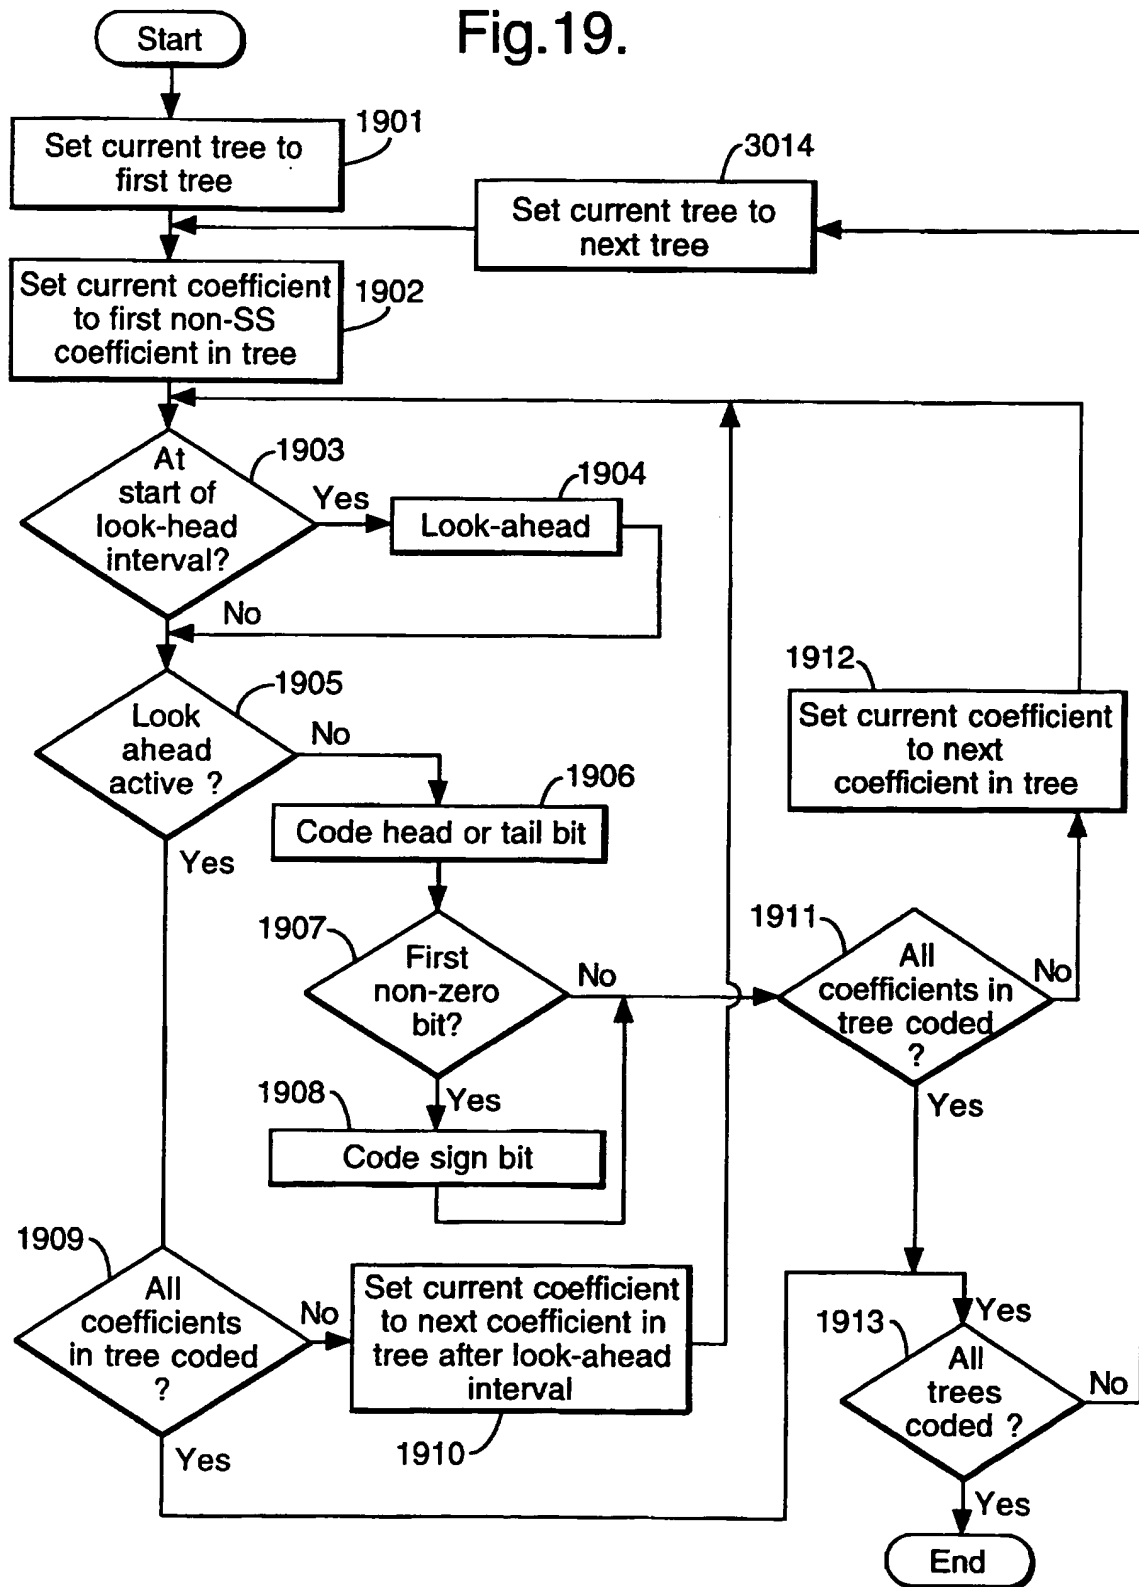 Fig.19.
Start
1901
Set current tree to
first tree
3014
Set current tree to
next tree
1902
Set current coefficient
to first non-SS
coefficient in tree
1903
At
start of
look-head
interval?
Yes
1904
Look-ahead
No
1905
Look
ahead
active ?
No
Yes
1906
Code head or tail bit
1907
First
non-zero
bit?
No
Yes
1908
Code sign bit
1912
Set current coefficient
to next
coefficient in tree
1911
All
coefficients in
tree coded
?
No
Yes
1909
All
coefficients
in tree coded
?
No
Yes
Set current coefficient
to next coefficient in
tree after look-ahead
interval
1910
Yes
1913
All
trees
coded ?
No
Yes
End